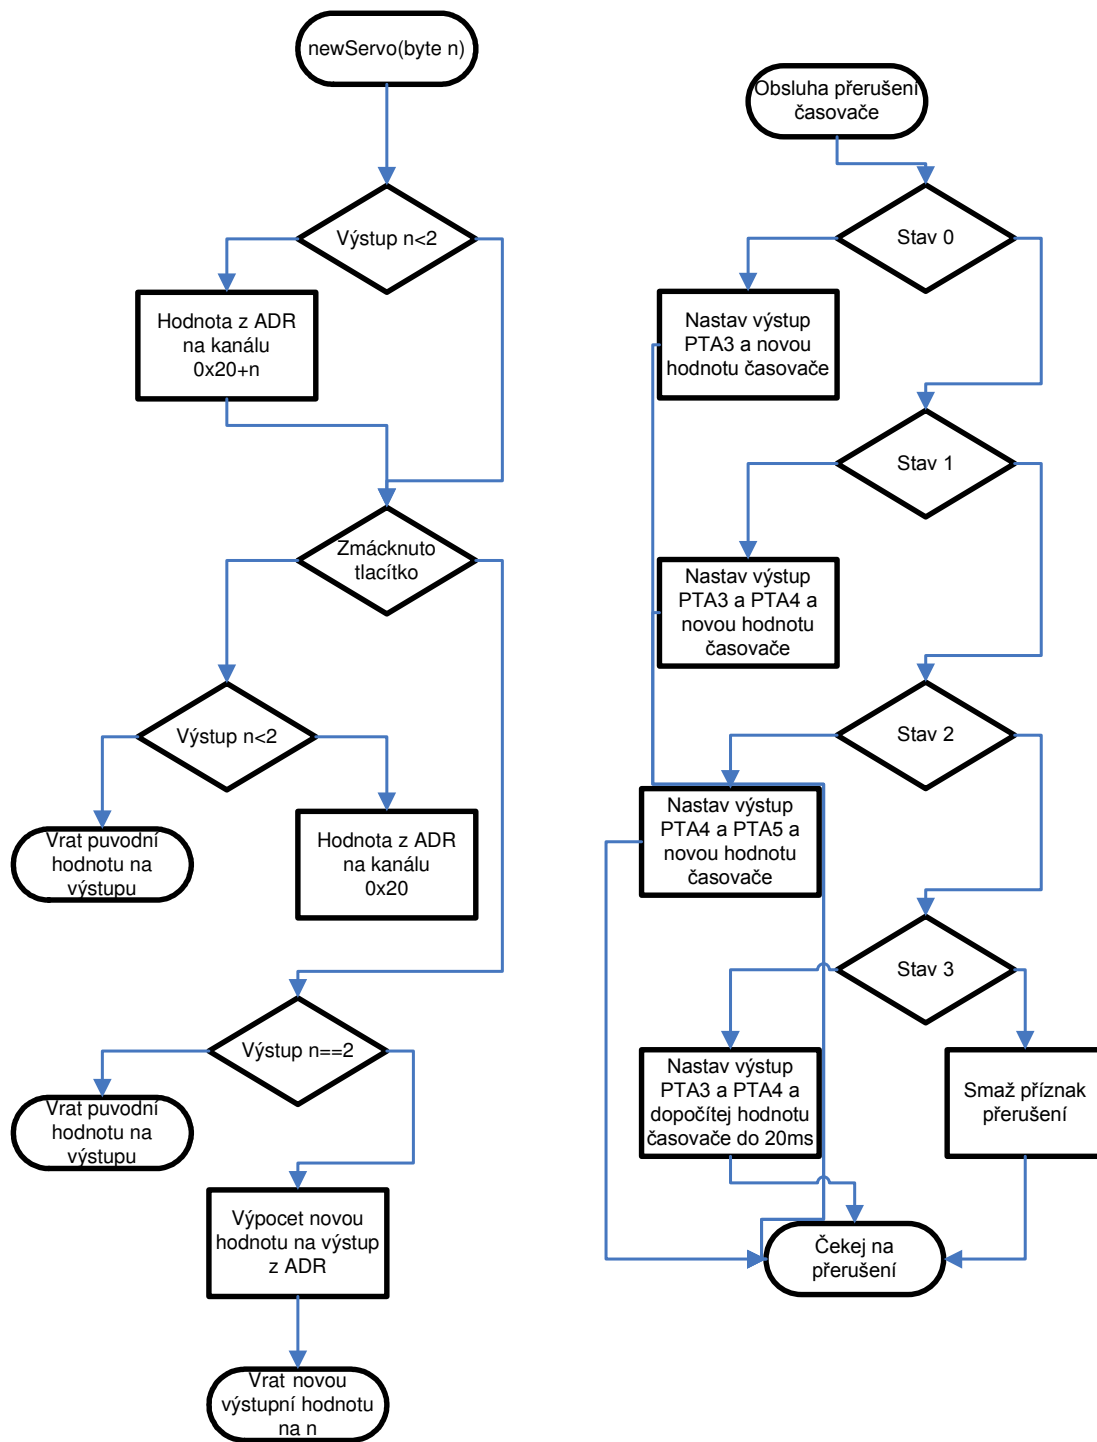 newServo(byte n)
Výstup n<2
Hodnota z ADR
na kanálu
0x20+n
Zmácknuto
tlacítko
Výstup n<2
Vrat puvodní
hodnotu na
výstupu
Hodnota z ADR
na kanálu
0x20
Výstup n==2
Vrat puvodní
hodnotu na
výstupu
Výpocet novou
hodnotu na výstup
z ADR
Vrat novou
výstupní hodnotu
na n
Obsluha přerušení
časovače
Stav 0
Nastav výstup
PTA3 a novou
hodnotu časovače
Stav 1
Nastav výstup
PTA3 a PTA4 a
novou hodnotu
časovače
Stav 2
Nastav výstup
PTA4 a PTA5 a
novou hodnotu
časovače
Stav 3
Nastav výstup
PTA3 a PTA4 a
dopočítej hodnotu
časovače do 20ms
Smaž příznak
přerušení
Čekej na
přerušení